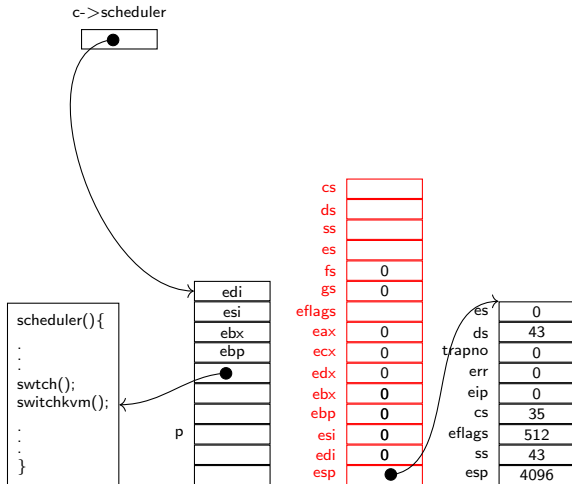 c->scheduler
scheduler(){
.
.
.
swtch();
switchkvm();
.
.
.
}
edi
esi
ebx
ebp
p
cs
ds
ss
es
fs 0
gs 0
eflags
eax 0
ecx 0
edx 0
ebx 0
ebp 0
esi 0
edi 0
esp
es 0
ds 43
trapno 0
err 0
eip 0
cs 35
eflags 512
ss 43
esp 4096